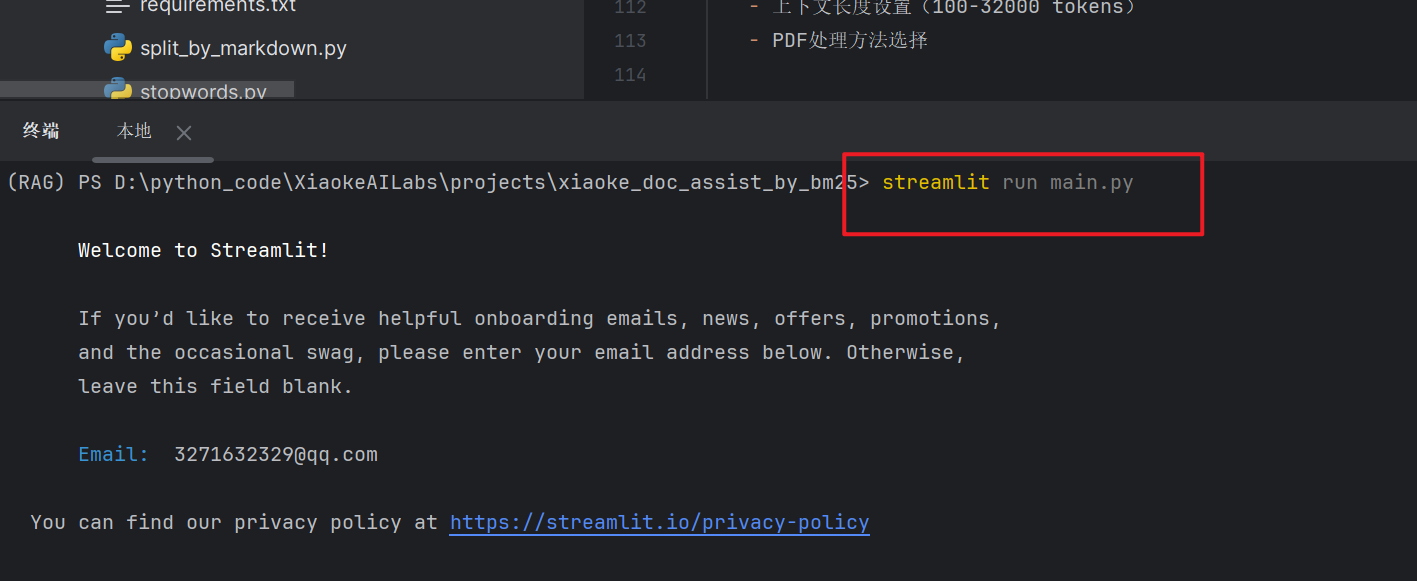 requirements.txt
split_by_markdown.py
stopwords.py
112 - 上下文长度设置（100-32000 tokens）
113 - PDF处理方法选择
114
终端 本地
(RAG) PS D:\python_code\XiaokeAILabs\projects\xiaoke_doc_assist_by_bm25> streamlit run main.py
Welcome to Streamlit!
If you’d like to receive helpful onboarding emails, news, offers, promotions,
and the occasional swag, please enter your email address below. Otherwise,
leave this field blank.
Email: 3271632329@qq.com
You can find our privacy policy at https://streamlit.io/privacy-policy